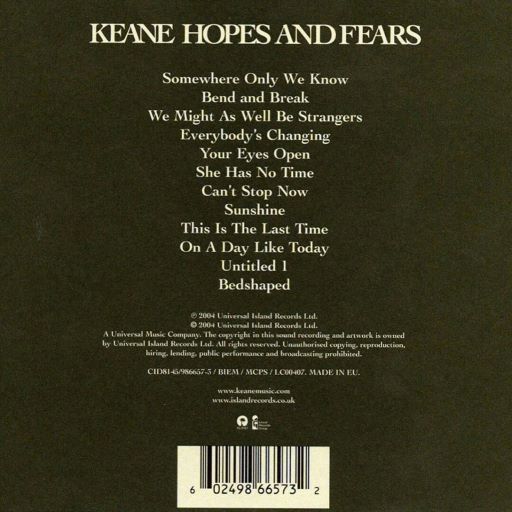 KEANE HOPES AND FEARS
Somewhere Only We Know
Bend and Break
We Might As Well Be Strangers
Everybody's Changing
Your Eyes Open
She Has No Time
Can't Stop Now
Sunshine
This Is The Last Time
On A Day Like Today
Untitled 1
Bedshaped
℗ 2004 Universal Island Records Ltd.
© 2004 Universal Island Records Ltd.
A Universal Music Company. The copyright in this sound recording and artwork is owned
by Universal Island Records Ltd. All rights reserved. Unauthorised copying, reproduction,
hiring, lending, public performance and broadcasting prohibited.
CID8145/986657-3 / BIEM / MCPS / LC00407. MADE IN EU.
www.keanemusic.com
www.islandrecords.co.uk
6 02498 66573 2